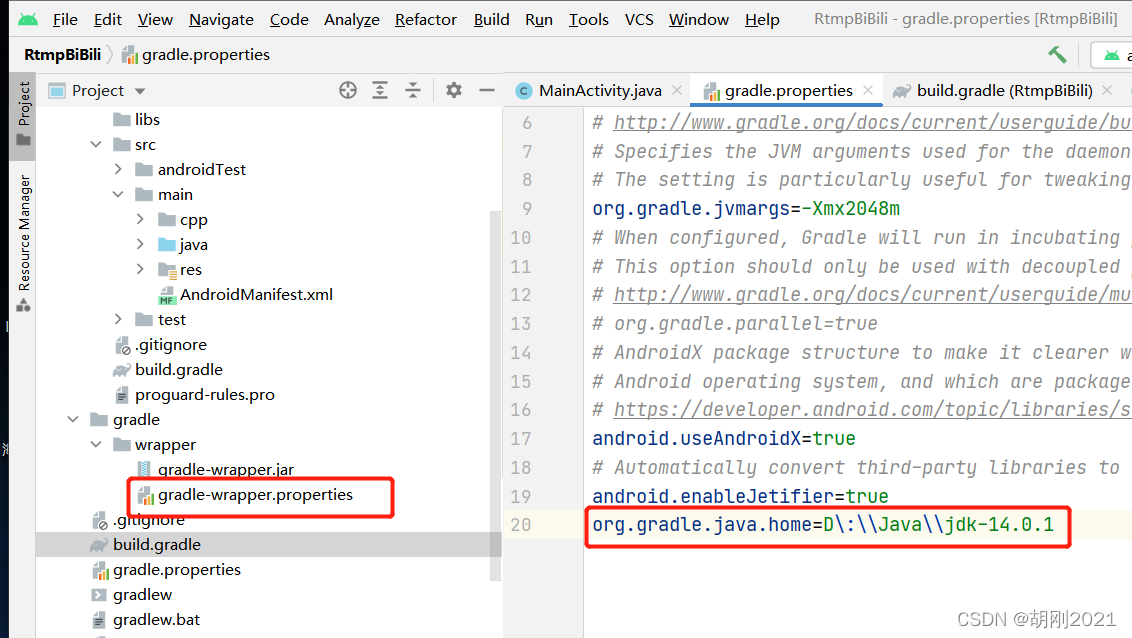 File Edit View Navigate Code Analyze Refactor Build Run Tools VCS Window Help RtmpBiBili - gradle.properties [RtmpBiBili]
RtmpBiBili gradle.properties
Project
Resource Manager
Project
libs
src
androidTest
main
cpp
java
res
MF AndroidManifest.xml
test
.gitignore
build.gradle
proguard-rules.pro
gradle
wrapper
gradle-wrapper.jar
gradle-wrapper.properties
.gitignore
build.gradle
gradle.properties
gradlew
gradlew.bat
C MainActivity.java gradle.properties build.gradle (RtmpBiBili)
6 # http://www.gradle.org/docs/current/userguide/bu
7 # Specifies the JVM arguments used for the daemon
8 # The setting is particularly useful for tweaking
9 org.gradle.jvmargs=-Xmx2048m
10 # When configured, Gradle will run in incubating
11 # This option should only be used with decoupled
12 # http://www.gradle.org/docs/current/userguide/mu
13 # org.gradle.parallel=true
14 # AndroidX package structure to make it clearer w
15 # Android operating system, and which are package
16 # https://developer.android.com/topic/libraries/s
17 android.useAndroidX=true
18 # Automatically convert third-party libraries to
19 android.enableJetifier=true
20 org.gradle.java.home=D\:\\Java\\jdk-14.0.1
CSDN @胡刚2021